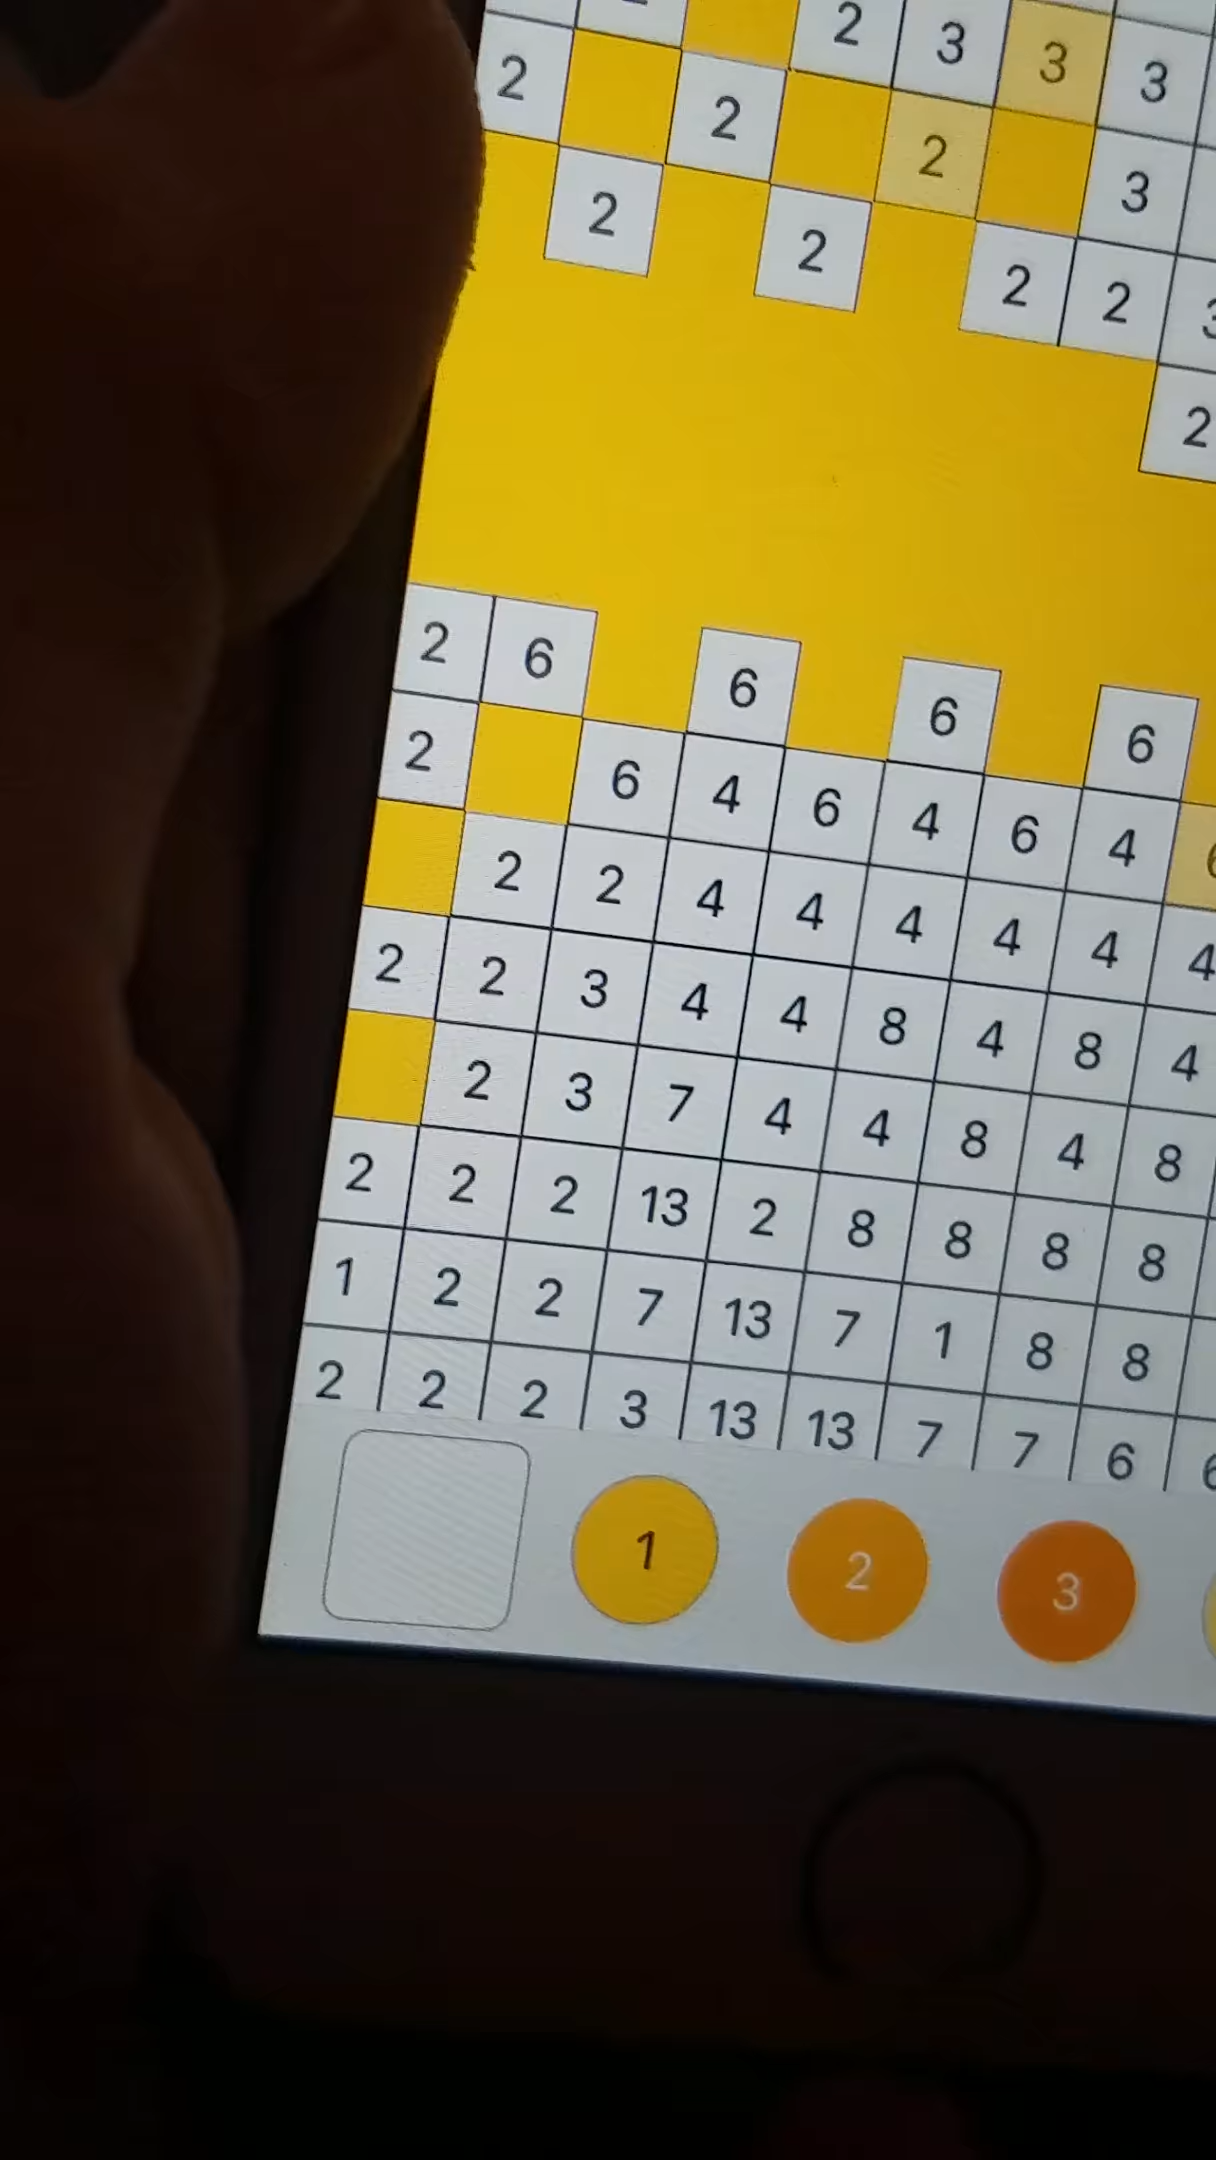 2 3 3 3
2 2 2 3
2 2 2 2
2
2 6 6 6 6
2 6 4 6 4 6 4
2 2 4 4 4 4 4 4
2 2 3 4 4 8 4 8 4
2 3 7 4 4 8 4 8
2 2 2 13 2 8 8 8 8
1 2 2 7 13 7 1 8 8
2 2 2 3 13 13 7 7 6
1 2 3